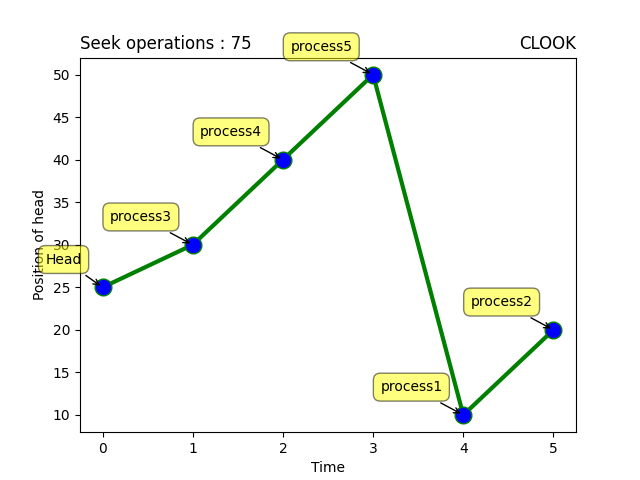 Seek operations : 75
CLOOK
process5
50
45
process4
40
35
process3
30
Head
Position of head
25
process2
20
15
process1
10
0 1 2 3 4 5
Time